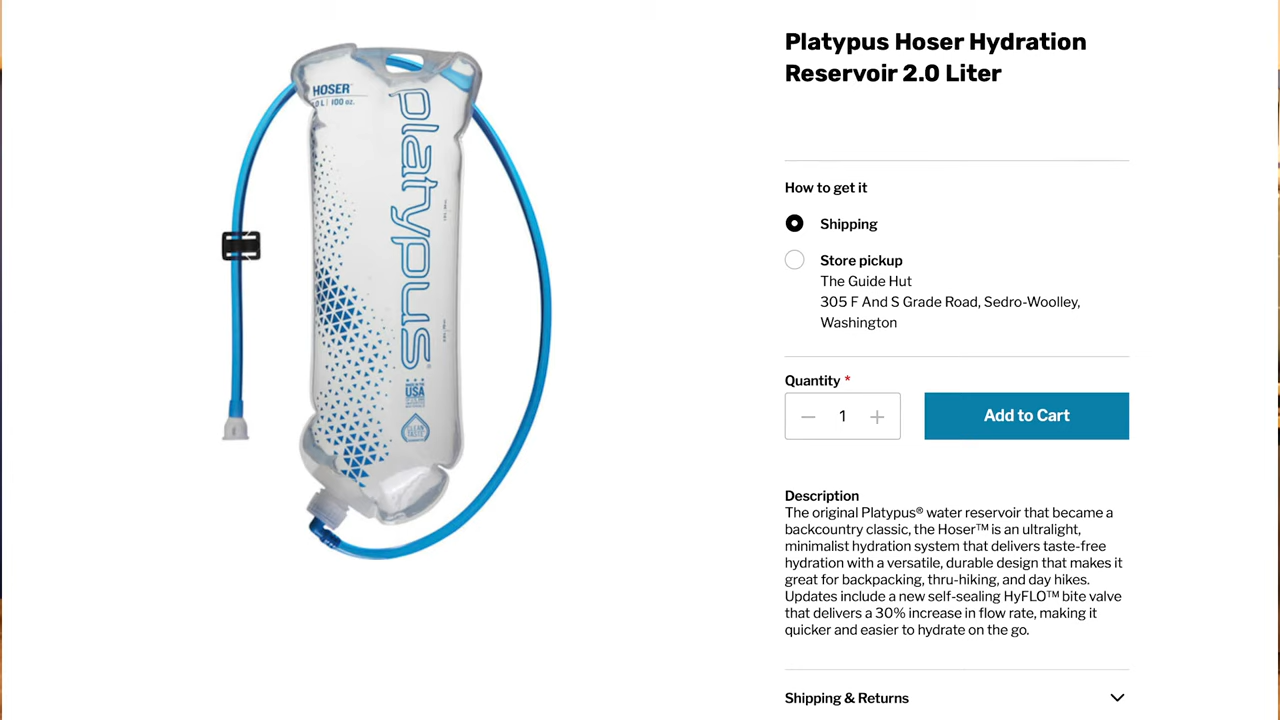 Platypus Hoser Hydration
Reservoir 2.0 Liter
HOSER™
.0 L | 100 oz.
platypus
USA
CLEAN
TASTE
How to get it
Shipping
Store pickup
The Guide Hut
305 F And S Grade Road, Sedro-Woolley,
Washington
Quantity *
1
Add to Cart
Description
The original Platypus® water reservoir that became a
backcountry classic, the Hoser™ is an ultralight,
minimalist hydration system that delivers taste-free
hydration with a versatile, durable design that makes it
great for backpacking, thru-hiking, and day hikes.
Updates include a new self-sealing HyFLO™ bite valve
that delivers a 30% increase in flow rate, making it
quicker and easier to hydrate on the go.
Shipping & Returns